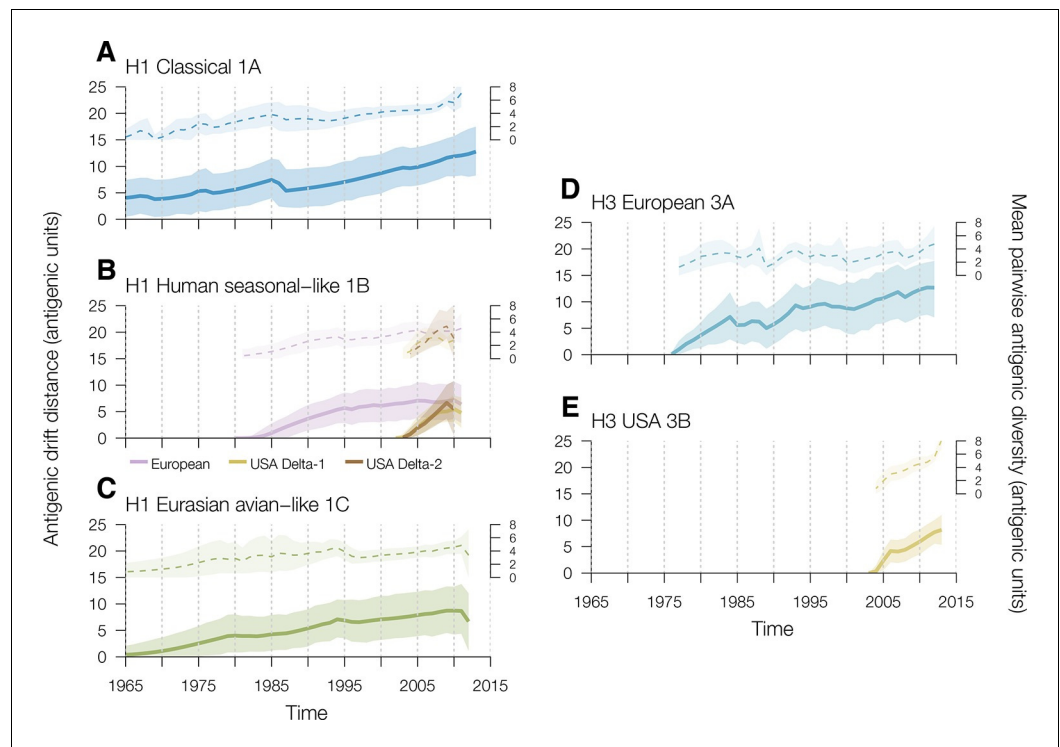 A
H1 Classical 1A
25
20
15
10
5
0
8
6
4
2
0
B
H1 Human seasonal–like 1B
25
20
15
10
5
0
8
6
4
2
0
European
USA Delta-1
USA Delta-2
C
H1 Eurasian avian–like 1C
25
20
15
10
5
0
8
6
4
2
0
1965 1975 1985 1995 2005 2015
Time
Antigenic drift distance (antigenic units)
D
H3 European 3A
25
20
15
10
5
0
8
6
4
2
0
E
H3 USA 3B
25
20
15
10
5
0
8
6
4
2
0
1965 1975 1985 1995 2005 2015
Time
Mean pairwise antigenic diversity (antigenic units)